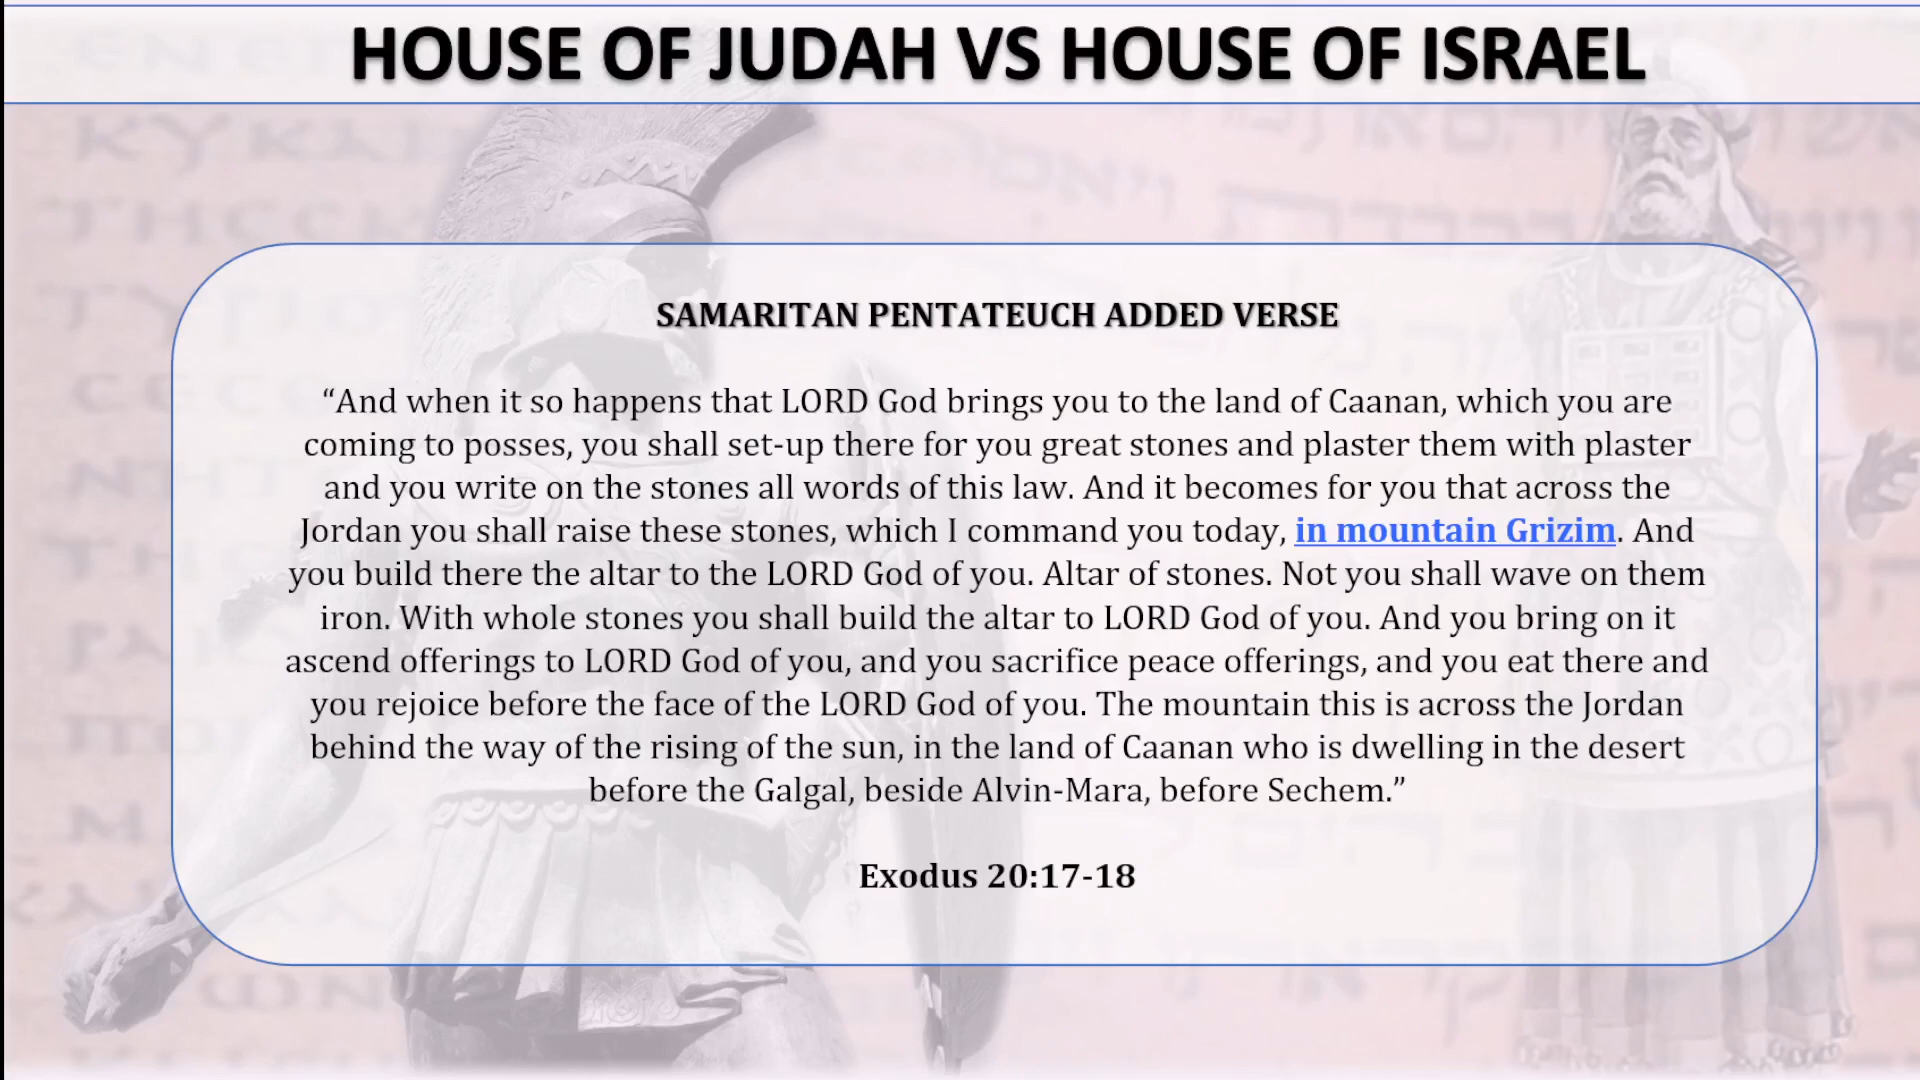 HOUSE OF JUDAH VS HOUSE OF ISRAEL
SAMARITAN PENTATEUCH ADDED VERSE
“And when it so happens that LORD God brings you to the land of Caanan, which you are
coming to posses, you shall set-up there for you great stones and plaster them with plaster
and you write on the stones all words of this law. And it becomes for you that across the
Jordan you shall raise these stones, which I command you today, in mountain Grizim. And
you build there the altar to the LORD God of you. Altar of stones. Not you shall wave on them
iron. With whole stones you shall build the altar to LORD God of you. And you bring on it
ascend offerings to LORD God of you, and you sacrifice peace offerings, and you eat there and
you rejoice before the face of the LORD God of you. The mountain this is across the Jordan
behind the way of the rising of the sun, in the land of Caanan who is dwelling in the desert
before the Galgal, beside Alvin-Mara, before Sechem.”
Exodus 20:17-18